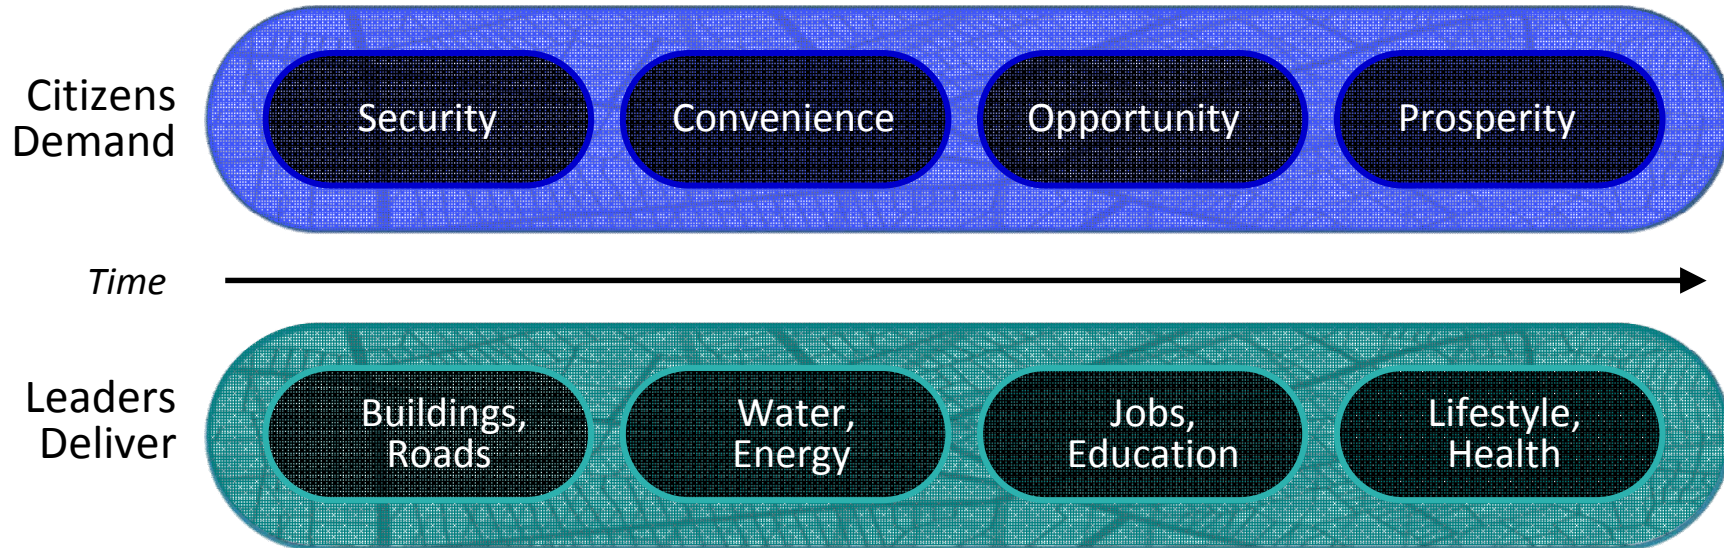 Citizens
Demand
Security
Convenience
Opportunity
Prosperity
Time
Leaders
Deliver
Buildings,
Roads
Water,
Energy
Jobs,
Education
Lifestyle,
Health